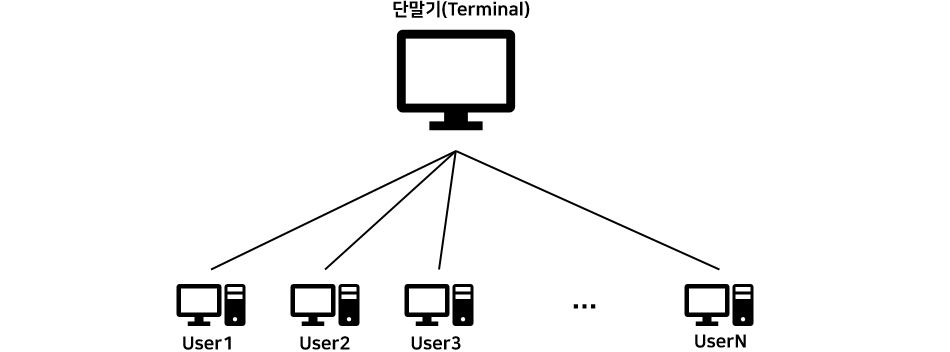 단말기(Terminal)
...
User1
User2
User3
UserN